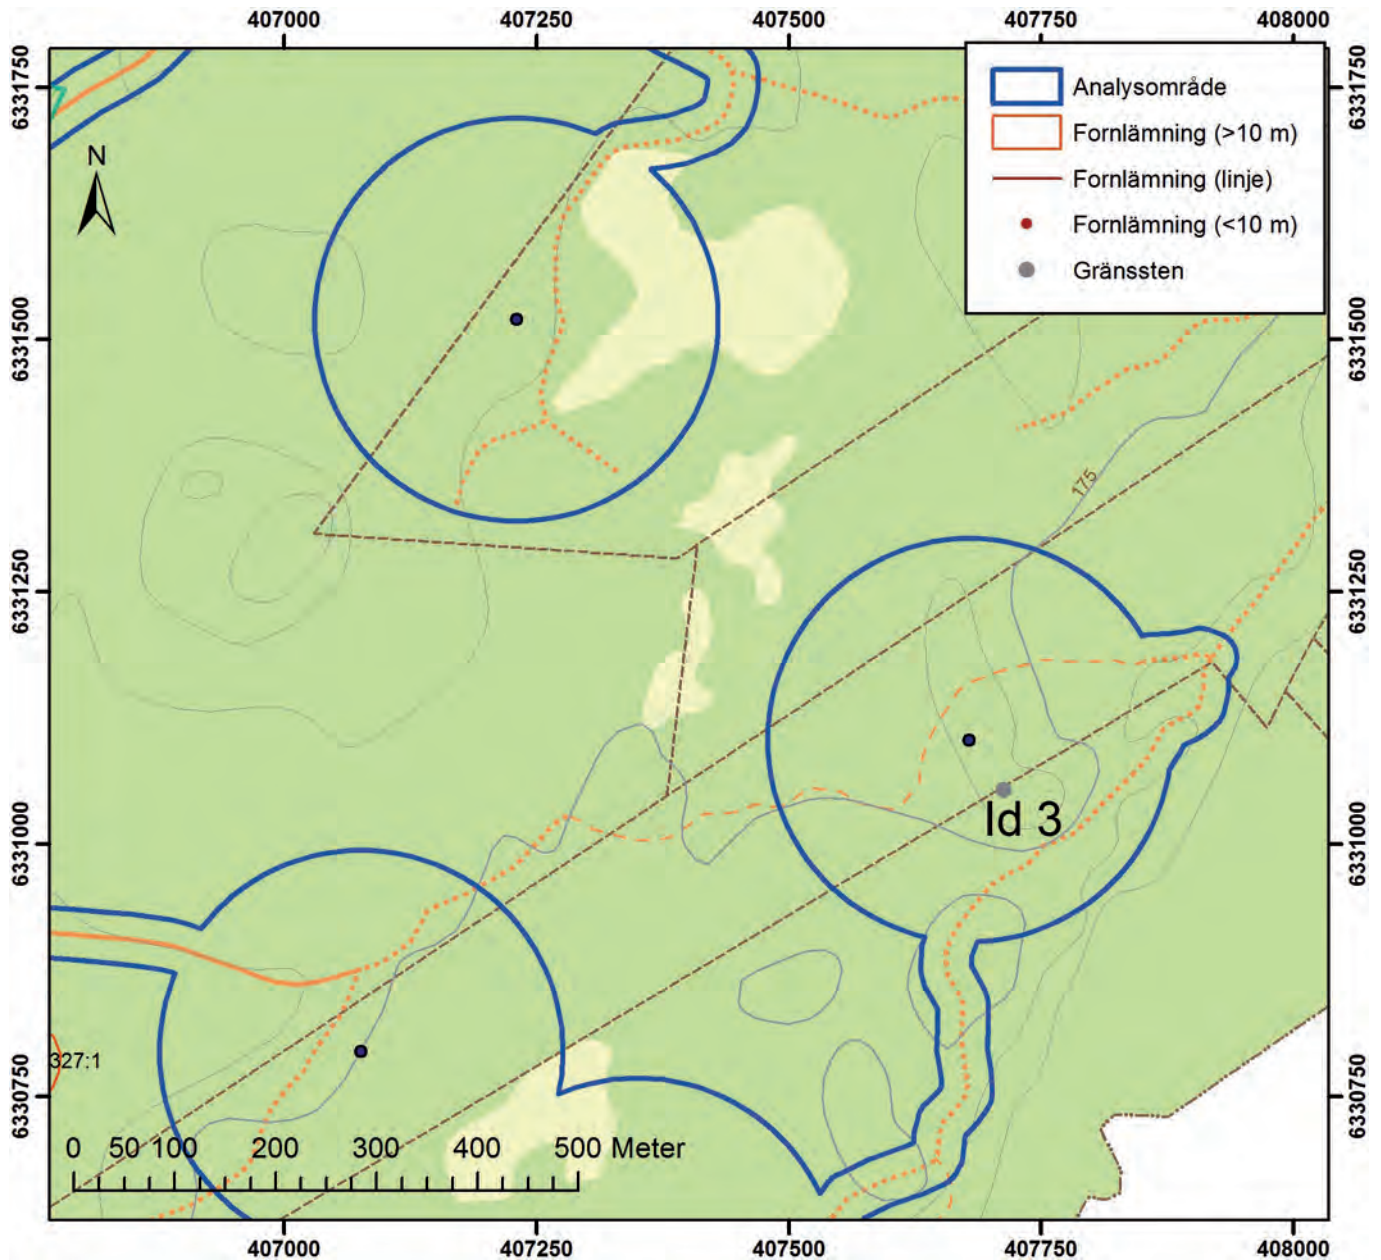 407000 407250 407500 407750 408000
6331750 6331750
Analysområde
Fornlämning (>10 m)
Fornlämning (linje)
Fornlämning (<10 m)
Gränssten
N
6331500 6331500
175
6331250 6331250
Id 3
6331000 6331000
327:1
6330750 6330750
0 50 100 200 300 400 500 Meter
407000 407250 407500 407750 408000